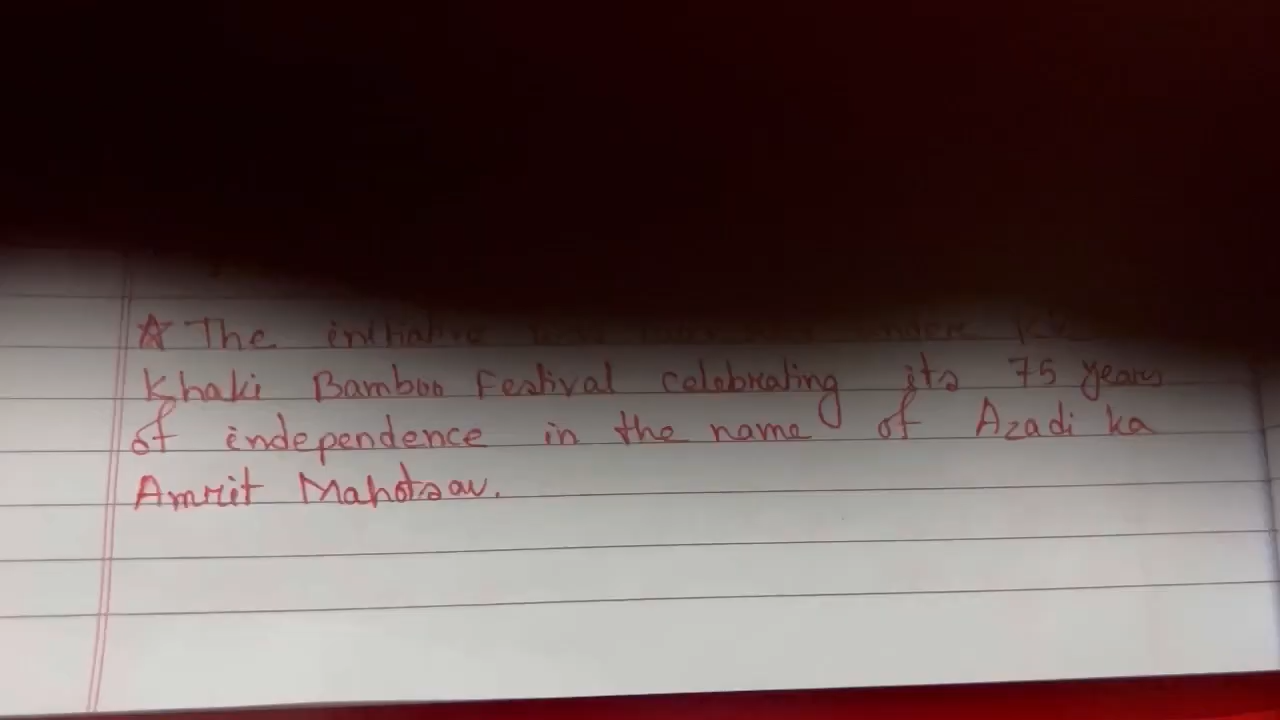 ☆ The initiative under
Khaki Bamboo Festival celebrating its 75 years
of independence in the name of Azadi ka
Amrit Mahotsav.